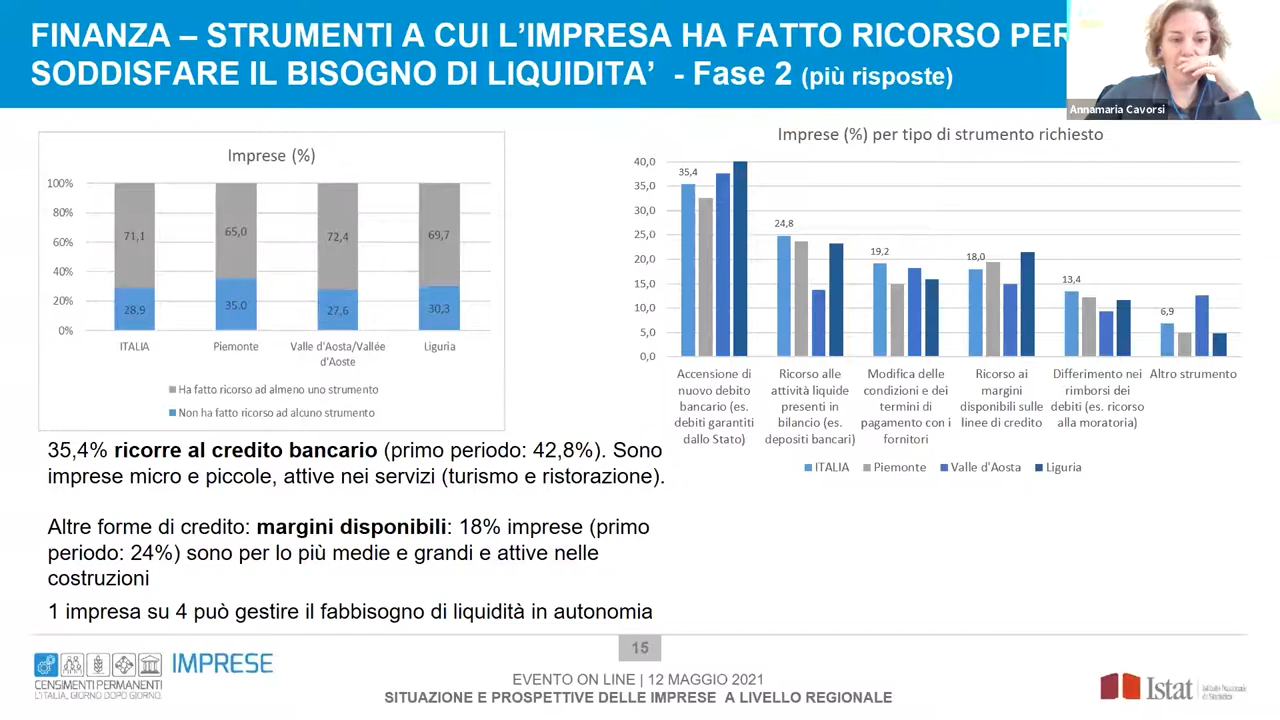 FINANZA – STRUMENTI A CUI L'IMPRESA HA FATTO RICORSO PER
SODDISFARE IL BISOGNO DI LIQUIDITA' - Fase 2 (più risposte)
Annamaria Cavorsi
Imprese (%)
100%
80%
60%
40%
20%
0%
71,1
65,0
72,4
69,7
28,9
35.0
27,6
30,3
ITALIA
Piemonte
Valle d'Aosta/Vallée
d'Aoste
Liguria
Ha fatto ricorso ad almeno uno strumento
Non ha fatto ricorso ad alcuno strumento
Imprese (%) per tipo di strumento richiesto
40,0
35,0
30,0
25,0
20,0
15,0
10,0
5,0
0,0
35,4
24,8
19,2
18,0
13,4
6,9
Accensione di
nuovo debito
bancario (es.
debiti garantiti
dallo Stato)
Ricorso alle
attività liquide
presenti in
bilancio (es.
depositi bancari)
Modifica delle
condizioni e dei
termini di
pagamento con i
fornitori
Ricorso ai
margini
disponibili sulle
linee di credito
Differimento nei
rimborsi dei
debiti (es. ricorso
alla moratoria)
Altro strumento
ITALIA
Piemonte
Valle d'Aosta
Liguria
35,4% ricorre al credito bancario (primo periodo: 42,8%). Sono
imprese micro e piccole, attive nei servizi (turismo e ristorazione).
Altre forme di credito: margini disponibili: 18% imprese (primo
periodo: 24%) sono per lo più medie e grandi e attive nelle
costruzioni
1 impresa su 4 può gestire il fabbisogno di liquidità in autonomia
15
IMPRESE
CENSIMENTI PERMANENTI
L'ITALIA, GIORNO DOPO GIORNO.
EVENTO ON LINE | 12 MAGGIO 2021
SITUAZIONE E PROSPETTIVE DELLE IMPRESE A LIVELLO REGIONALE
Istat